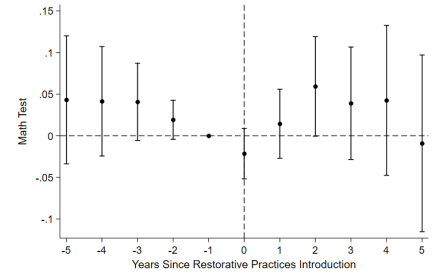 .15
.1
.05
0
-.05
-.1
Math Test
-5 -4 -3 -2 -1 0 1 2 3 4 5
Years Since Restorative Practices Introduction